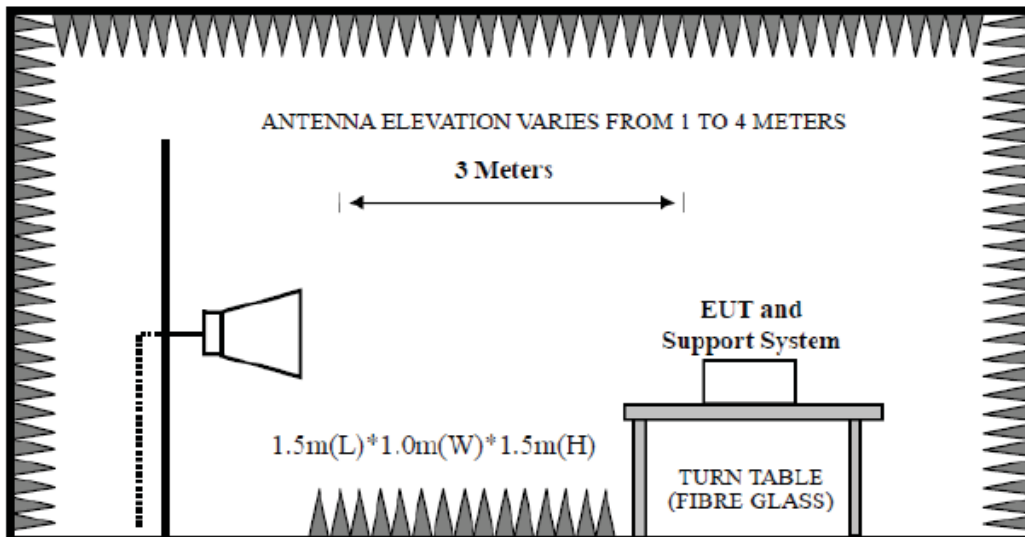 ANTENNA ELEVATION VARIES FROM 1 TO 4 METERS
3 Meters
EUT and
Support System
1.5m(L)*1.0m(W)*1.5m(H)
TURN TABLE
(FIBRE GLASS)